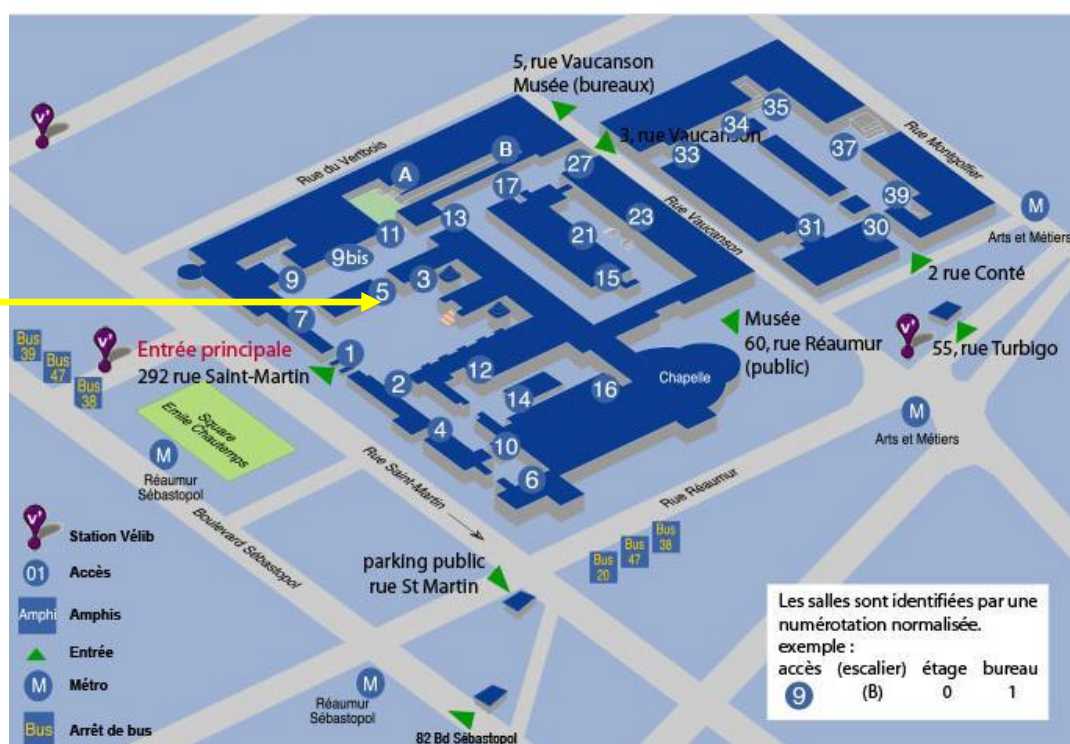 5, rue Vaucanson
Musée (bureaux)
3, rue Vaucanson
Rue du Vertbois
Rue Montgolfier
Rue Vaucanson
A
B
35
34
37
33
27
17
39
13
23
31
30
11
21
9bis
9
3
15
5
7
M
Arts et Métiers
2 rue Conté
Musée
60, rue Réaumur
(public)
55, rue Turbigo
Bus
39
Bus
47
Bus
38
Entrée principale
292 rue Saint-Martin
1
2
12
14
16
Chapelle
4
10
6
M
Arts et Métiers
Square
Emile Chautemps
M
Réaumur
Sébastopol
Rue Saint-Martin
Rue Réaumur
Boulevard Sébastopol
Bus
20
Bus
47
Bus
38
parking public
rue St Martin
M
Réaumur
Sébastopol
82 Bd Sébastopol
V'
V'
V'
V' Station Vélib
01 Accès
Amphi Amphis
Entrée
M Métro
Bus Arrêt de bus
Les salles sont identifiées par une
numérotation normalisée.
exemple :
accès (escalier) étage bureau
9 (B) 0 1